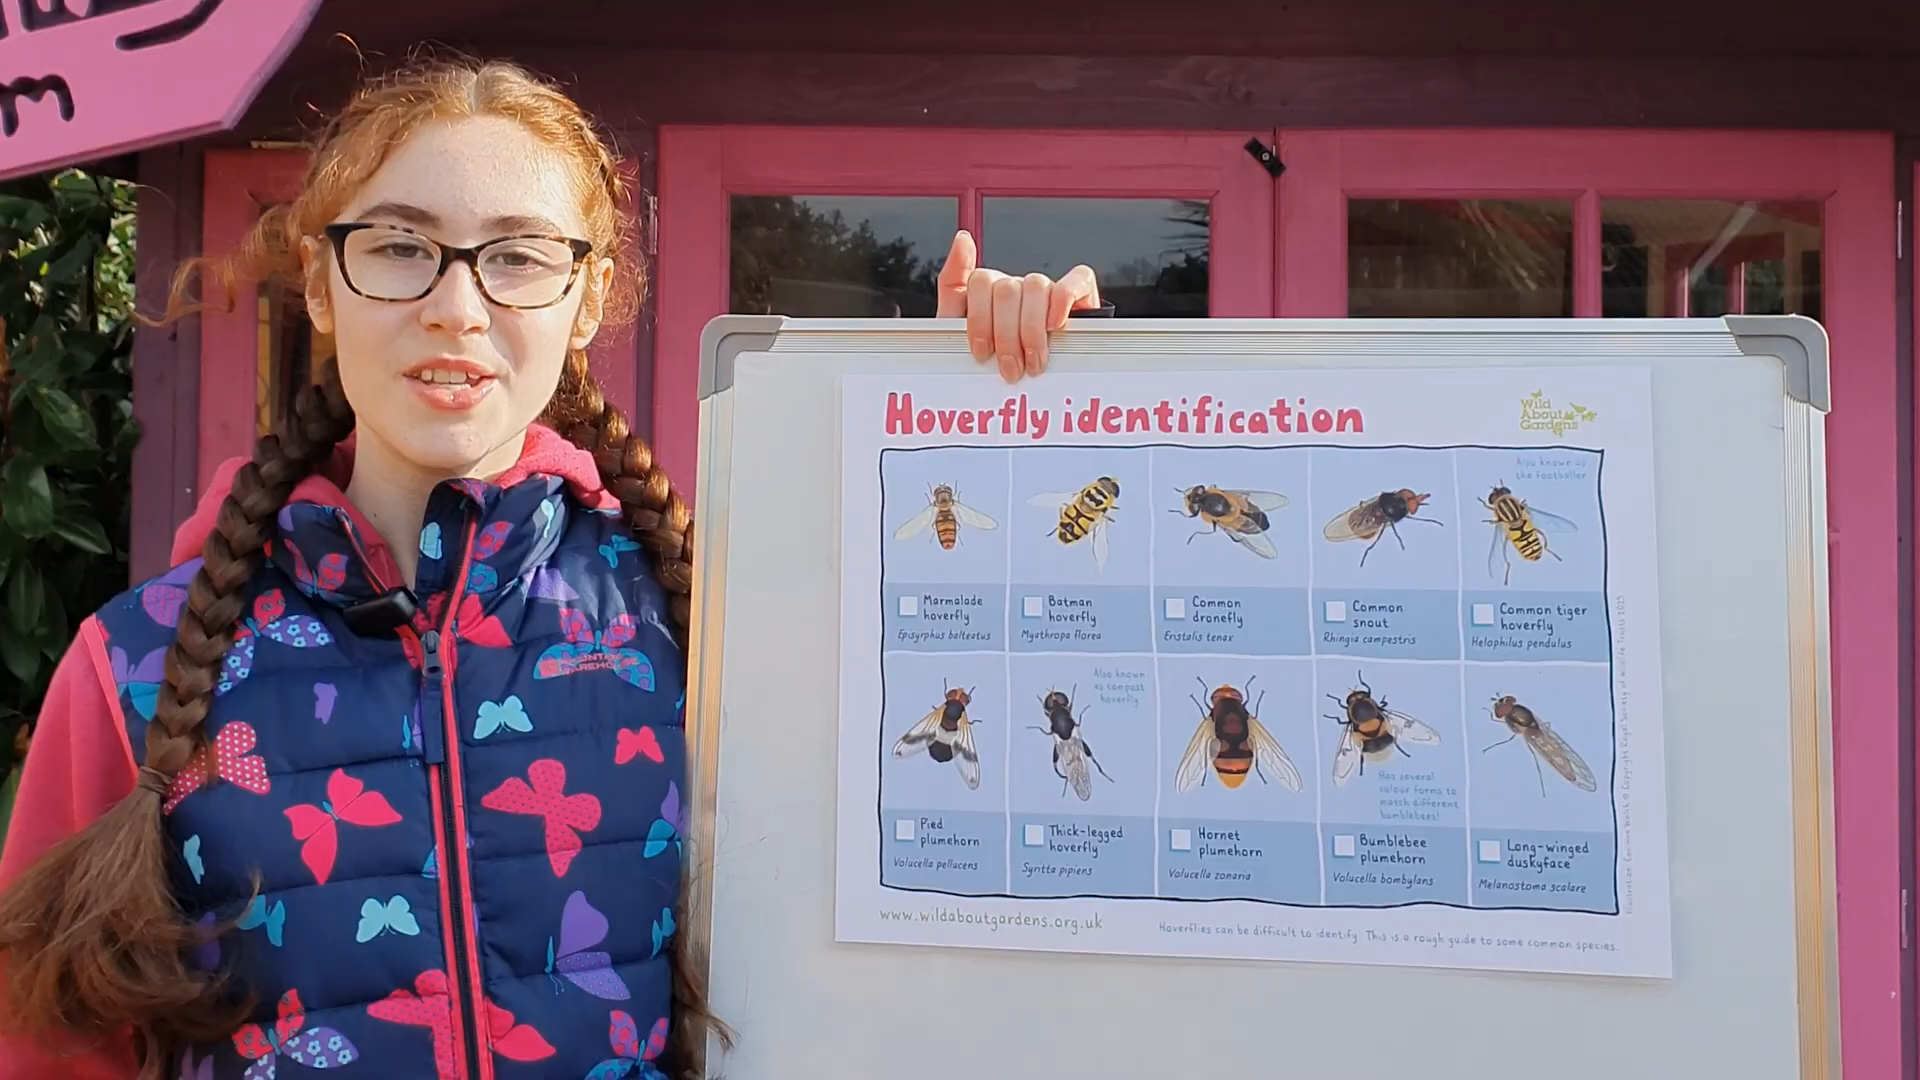 m
Hoverfly identification
Wild
About
Gardens
Also known as
the footballer
Marmalade
hoverfly
Episyrphus balteatus
Batman
hoverfly
Myathropa florea
Common
dronefly
Eristalis tenax
Common
snout
Rhingia campestris
Common tiger
hoverfly
Helophilus pendulus
Also known
as compost
hoverfly
Has several
colour forms to
match different
bumblebees!
Pied
plumehorn
Volucella pellucens
Thick-legged
hoverfly
Syritta pipiens
Hornet
plumehorn
Volucella zonaria
Bumblebee
plumehorn
Volucella bombylans
Long-winged
duskyface
Melanostoma scalare
www.wildaboutgardens.org.uk
Hoverflies can be difficult to identify. This is a rough guide to some common species.
MOUNTAIN
WAREHOUSE